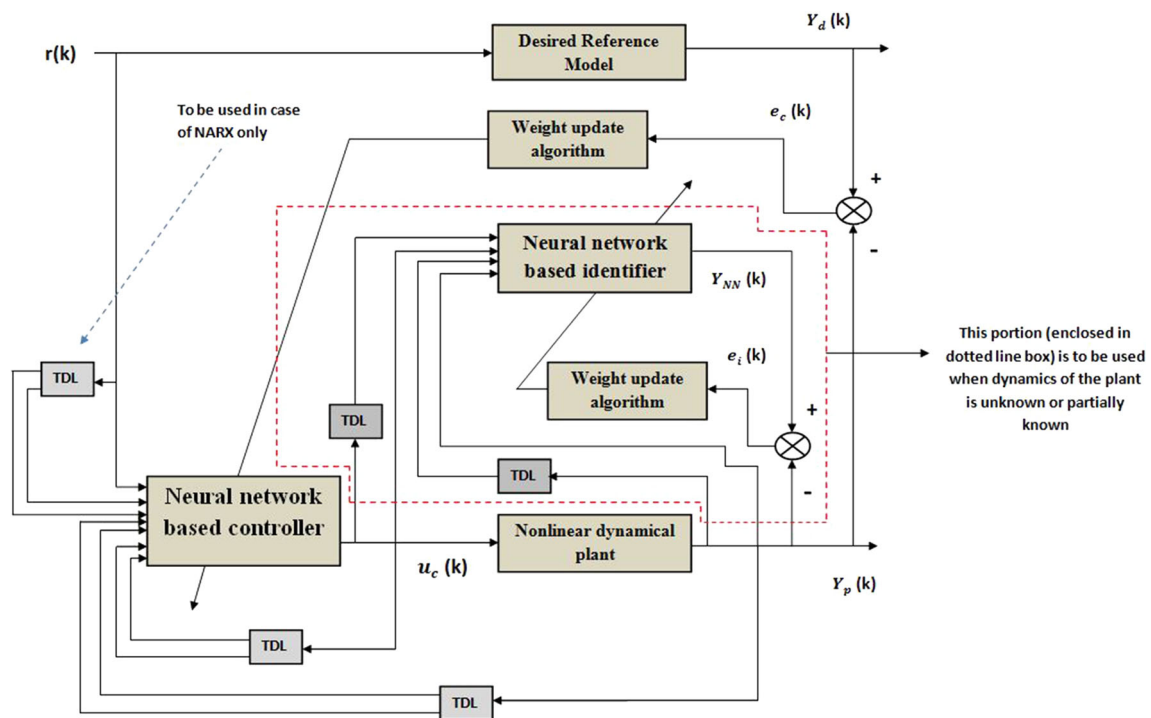 r(k)
Desired Reference
Model
Y_d (k)
To be used in case
of NARX only
Weight update
algorithm
e_c (k)
+
-
Neural network
based identifier
Y_NN (k)
e_i (k)
Weight update
algorithm
+
-
This portion (enclosed in
dotted line box) is to be used
when dynamics of the plant
is unknown or partially
known
TDL
TDL
TDL
Neural network
based controller
u_c (k)
Nonlinear dynamical
plant
Y_p (k)
TDL
TDL